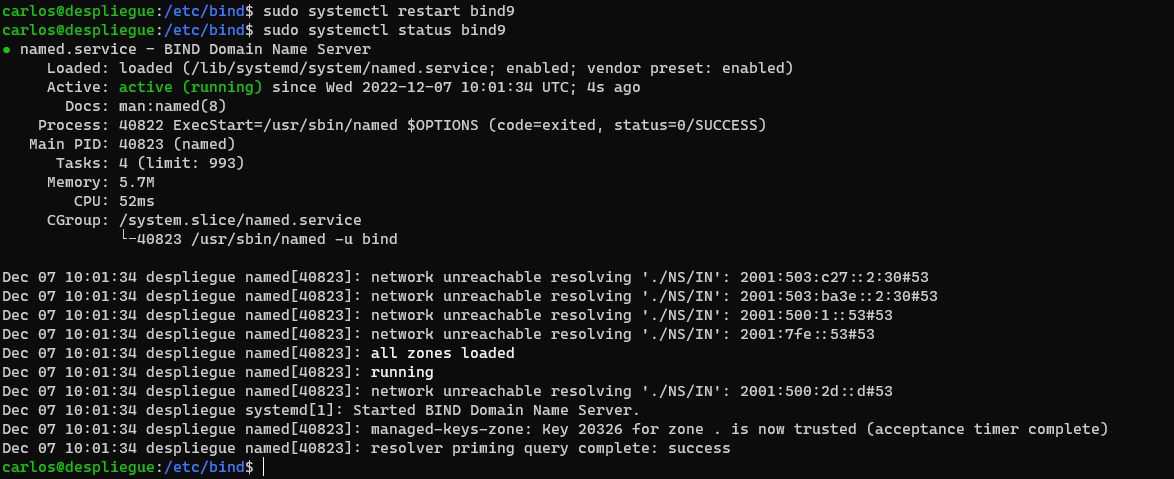 carlos@despliegue:/etc/bind$ sudo systemctl restart bind9
carlos@despliegue:/etc/bind$ sudo systemctl status bind9
● named.service - BIND Domain Name Server
     Loaded: loaded (/lib/systemd/system/named.service; enabled; vendor preset: enabled)
     Active: active (running) since Wed 2022-12-07 10:01:34 UTC; 4s ago
       Docs: man:named(8)
    Process: 40822 ExecStart=/usr/sbin/named $OPTIONS (code=exited, status=0/SUCCESS)
   Main PID: 40823 (named)
      Tasks: 4 (limit: 993)
     Memory: 5.7M
        CPU: 52ms
     CGroup: /system.slice/named.service
             └─40823 /usr/sbin/named -u bind
Dec 07 10:01:34 despliegue named[40823]: network unreachable resolving './NS/IN': 2001:503:c27::2:30#53
Dec 07 10:01:34 despliegue named[40823]: network unreachable resolving './NS/IN': 2001:503:ba3e::2:30#53
Dec 07 10:01:34 despliegue named[40823]: network unreachable resolving './NS/IN': 2001:500:1::53#53
Dec 07 10:01:34 despliegue named[40823]: network unreachable resolving './NS/IN': 2001:7fe::53#53
Dec 07 10:01:34 despliegue named[40823]: all zones loaded
Dec 07 10:01:34 despliegue named[40823]: running
Dec 07 10:01:34 despliegue named[40823]: network unreachable resolving './NS/IN': 2001:500:2d::d#53
Dec 07 10:01:34 despliegue systemd[1]: Started BIND Domain Name Server.
Dec 07 10:01:34 despliegue named[40823]: managed-keys-zone: Key 20326 for zone . is now trusted (acceptance timer complete)
Dec 07 10:01:34 despliegue named[40823]: resolver priming query complete: success
carlos@despliegue:/etc/bind$